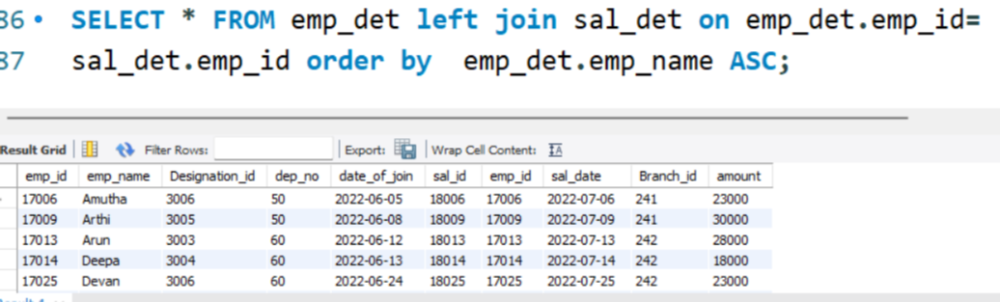 86 SELECT * FROM emp_det left join sal_det on emp_det.emp_id=
87 sal_det.emp_id order by emp_det.emp_name ASC;
Result Grid Filter Rows: Export: Wrap Cell Content:
emp_id emp_name Designation_id dep_no date_of_join sal_id emp_id sal_date Branch_id amount
17006 Amutha 3006 50 2022-06-05 18006 17006 2022-07-06 241 23000
17009 Arthi 3005 50 2022-06-08 18009 17009 2022-07-09 241 30000
17013 Arun 3003 60 2022-06-12 18013 17013 2022-07-13 242 28000
17014 Deepa 3004 60 2022-06-13 18014 17014 2022-07-14 242 18000
17025 Devan 3006 60 2022-06-24 18025 17025 2022-07-25 242 23000